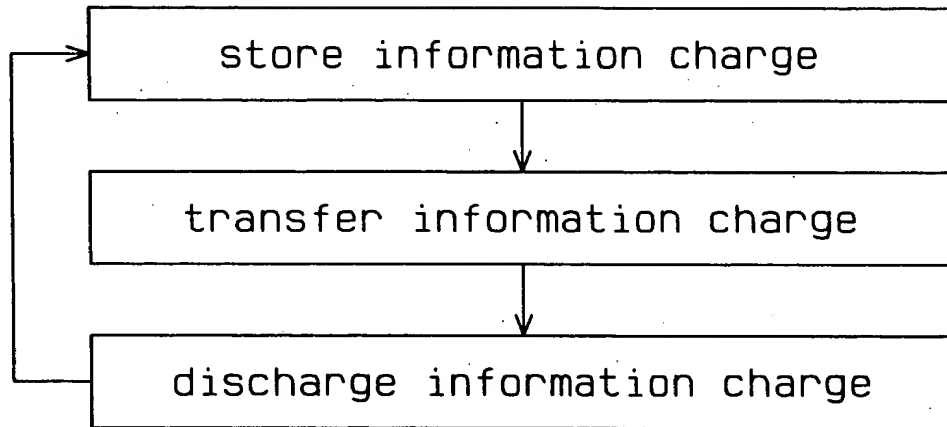 store information charge
transfer information charge
discharge information charge